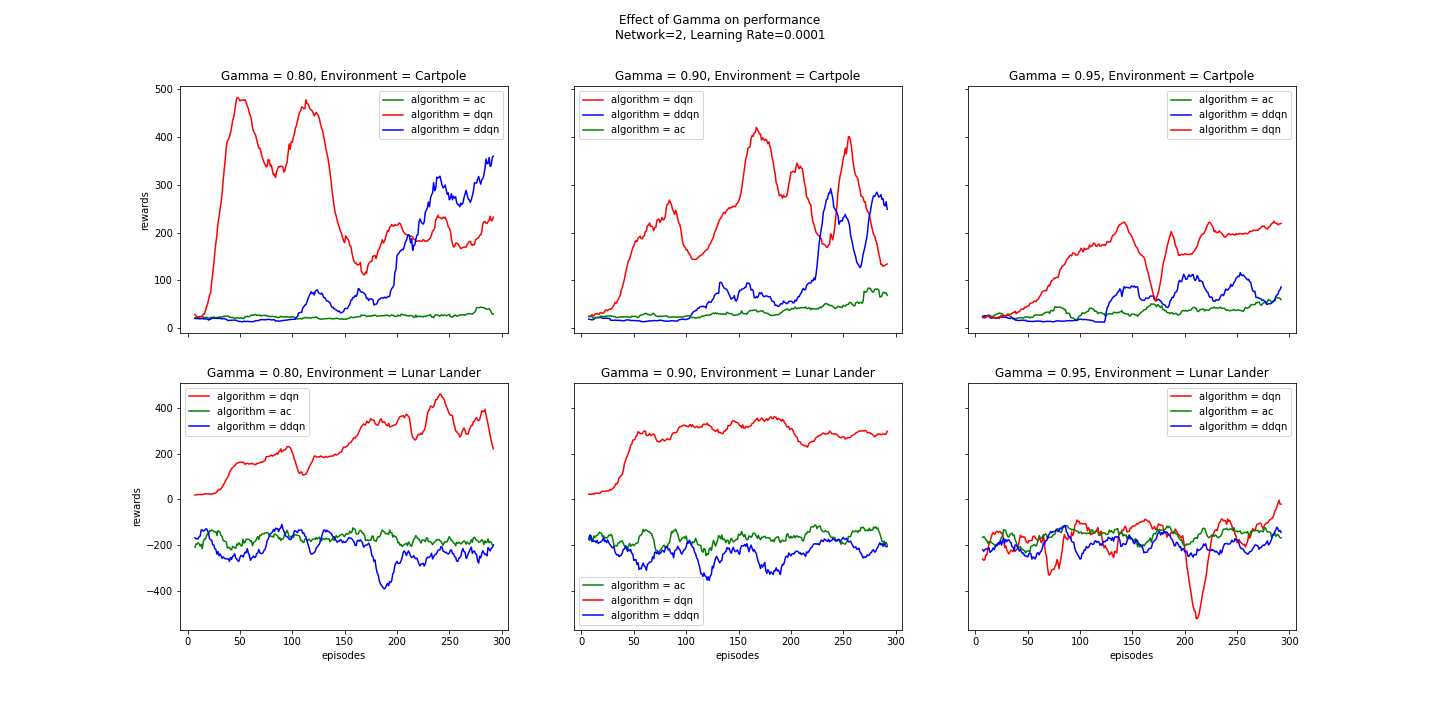 Effect of Gamma on performance
Network=2, Learning Rate=0.0001
Gamma = 0.80, Environment = Cartpole
500
400
300
200
100
0
rewards
algorithm = ac
algorithm = dqn
algorithm = ddqn
Gamma = 0.90, Environment = Cartpole
algorithm = dqn
algorithm = ddqn
algorithm = ac
Gamma = 0.95, Environment = Cartpole
algorithm = ac
algorithm = ddqn
algorithm = dqn
Gamma = 0.80, Environment = Lunar Lander
400
200
0
−200
−400
rewards
algorithm = dqn
algorithm = ac
algorithm = ddqn
0 50 100 150 200 250 300
episodes
Gamma = 0.90, Environment = Lunar Lander
algorithm = ac
algorithm = dqn
algorithm = ddqn
0 50 100 150 200 250 300
episodes
Gamma = 0.95, Environment = Lunar Lander
algorithm = dqn
algorithm = ac
algorithm = ddqn
0 50 100 150 200 250 300
episodes